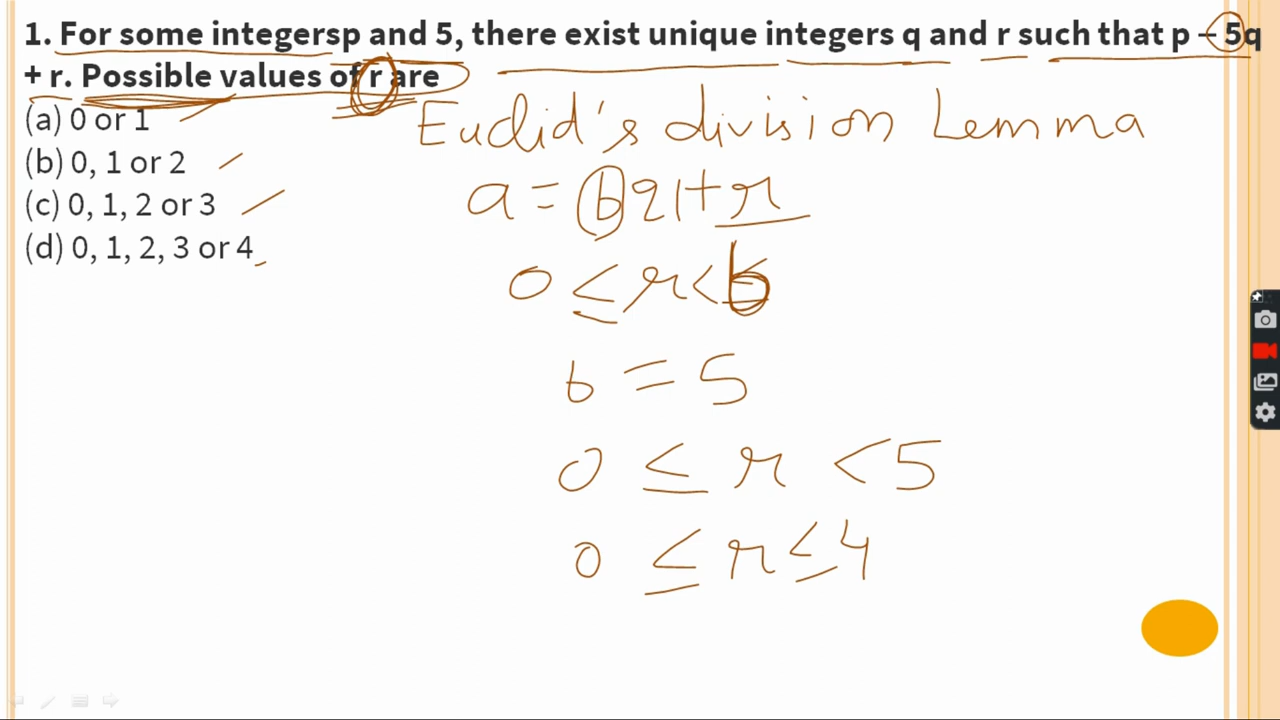 1. For some integersp and 5, there exist unique integers q and r such that p – 5q
+ r. Possible values of r are
(a) 0 or 1
(b) 0, 1 or 2
(c) 0, 1, 2 or 3
(d) 0, 1, 2, 3 or 4
Euclid's division Lemma
a = bq + r
0 ≤ r < b
b = 5
0 ≤ r < 5
0 ≤ r ≤ 4